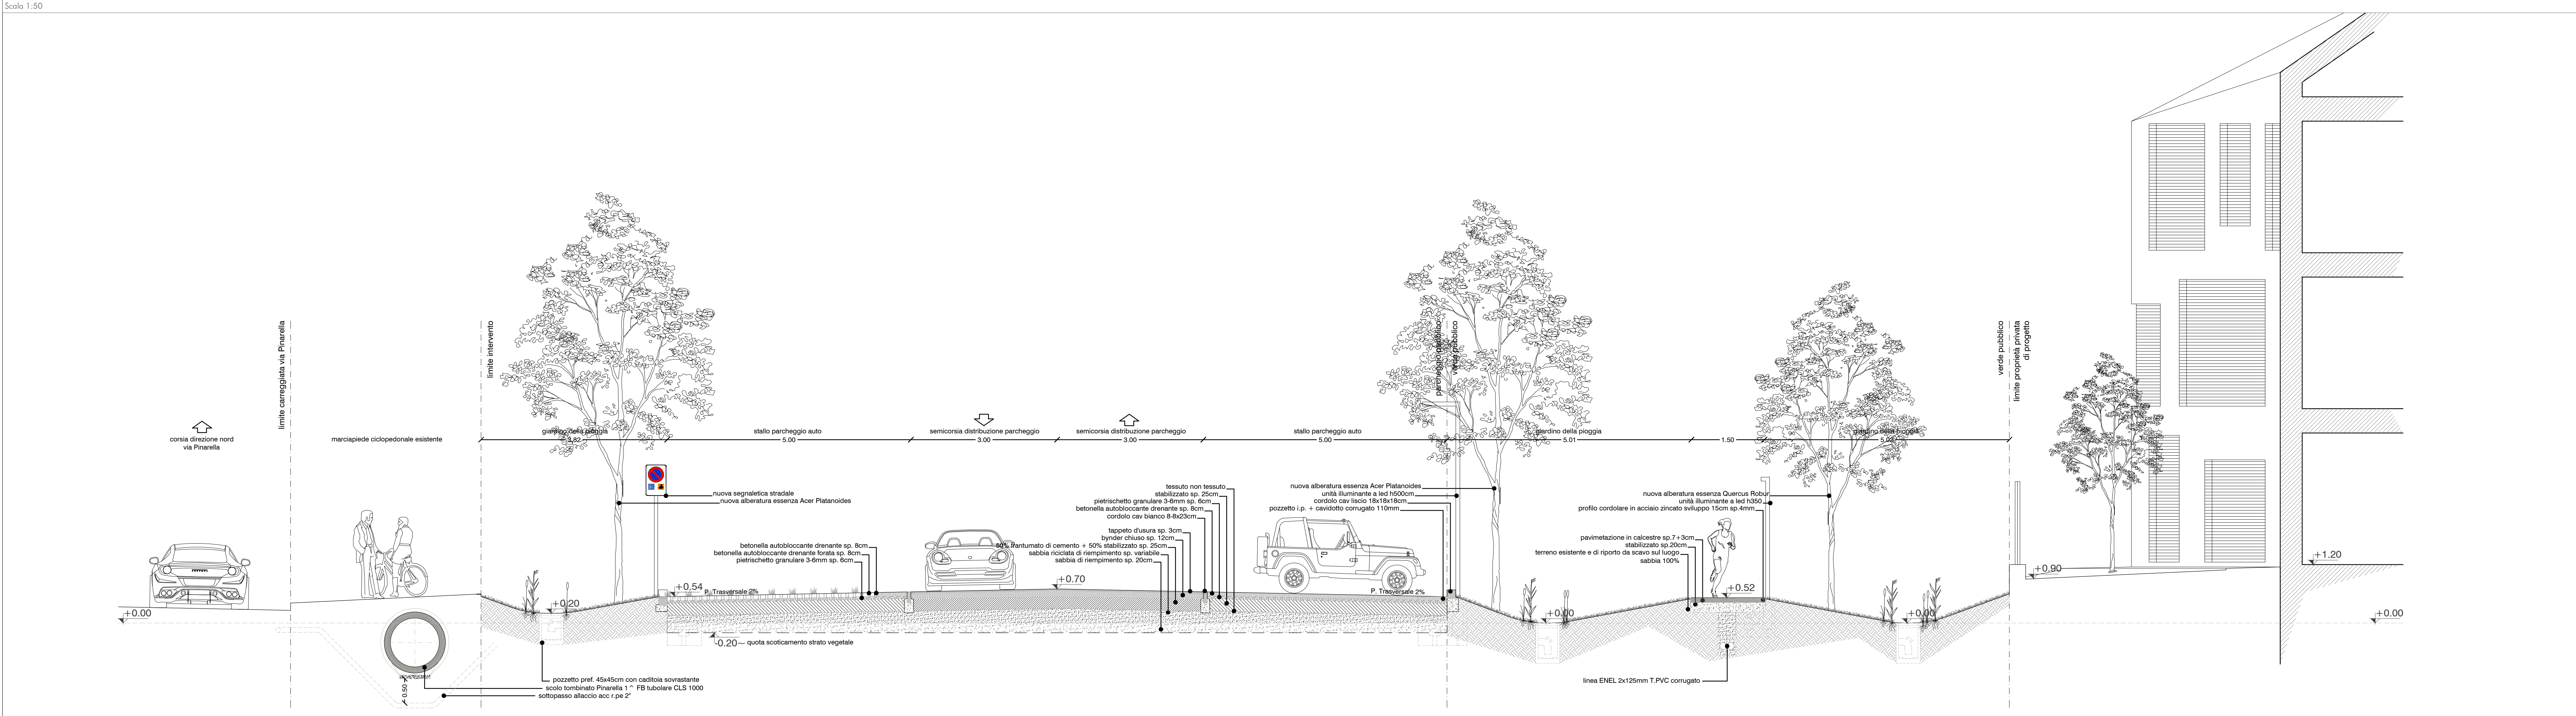 Scala 1:50
limite carreggiata via Pinarella
limite intervento
parcheggio pubblico
verde pubblico
verde pubblico
limite proprietà privata
di progetto
corsia direzione nord
via Pinarella
marciapiede ciclopedonale esistente
giardino della pioggia
3.82
stallo parcheggio auto
5.00
semicorsia distribuzione parcheggio
3.00
semicorsia distribuzione parcheggio
3.00
stallo parcheggio auto
5.00
giardino della pioggia
5.01
1.50
giardino della pioggia
nuova segnaletica stradale
nuova alberatura essenza Acer Platanoides
betonella autobloccante drenante sp. 8cm
betonella autobloccante drenante forata sp. 8cm
pietrischetto granulare 3-6mm sp. 6cm
tessuto non tessuto
stabilizzato sp. 25cm
pietrischetto granulare 3-6mm sp. 6cm
betonella autobloccante drenante sp. 8cm
cordolo cav bianco 8-8x23cm
tappeto d'usura sp. 3cm
bynder chiuso sp. 12cm
50% frantumato di cemento + 50% stabilizzato sp. 25cm
sabbia riciclata di riempimento sp. variabile
sabbia di riempimento sp. 20cm
nuova alberatura essenza Acer Platanoides
unità illuminante a led h500cm
cordolo cav liscio 18x18x18cm
pozzetto i.p. + cavidotto corrugato 110mm
nuova alberatura essenza Quercus Robur
unità illuminante a led h350
profilo cordolare in acciaio zincato sviluppo 15cm sp.4mm
pavimetazione in calcestre sp.7+3cm
stabilizzato sp.20cm
terreno esistente e di riporto da scavo sul luogo
sabbia 100%
+0.00
+0.20
+0.54
P. Trasversale 2%
+0.70
P. Trasversale 2%
+0.00
+0.52
+0.00
+0.90
+1.20
+0.00
-0.20
quota scoticamento strato vegetale
0.50
pozzetto pref. 45x45cm con caditoia sovrastante
scolo tombinato Pinarella 1^ FB tubolare CLS 1000
sottopasso allaccio acc r.pe 2"
linea ENEL 2x125mm T.PVC corrugato